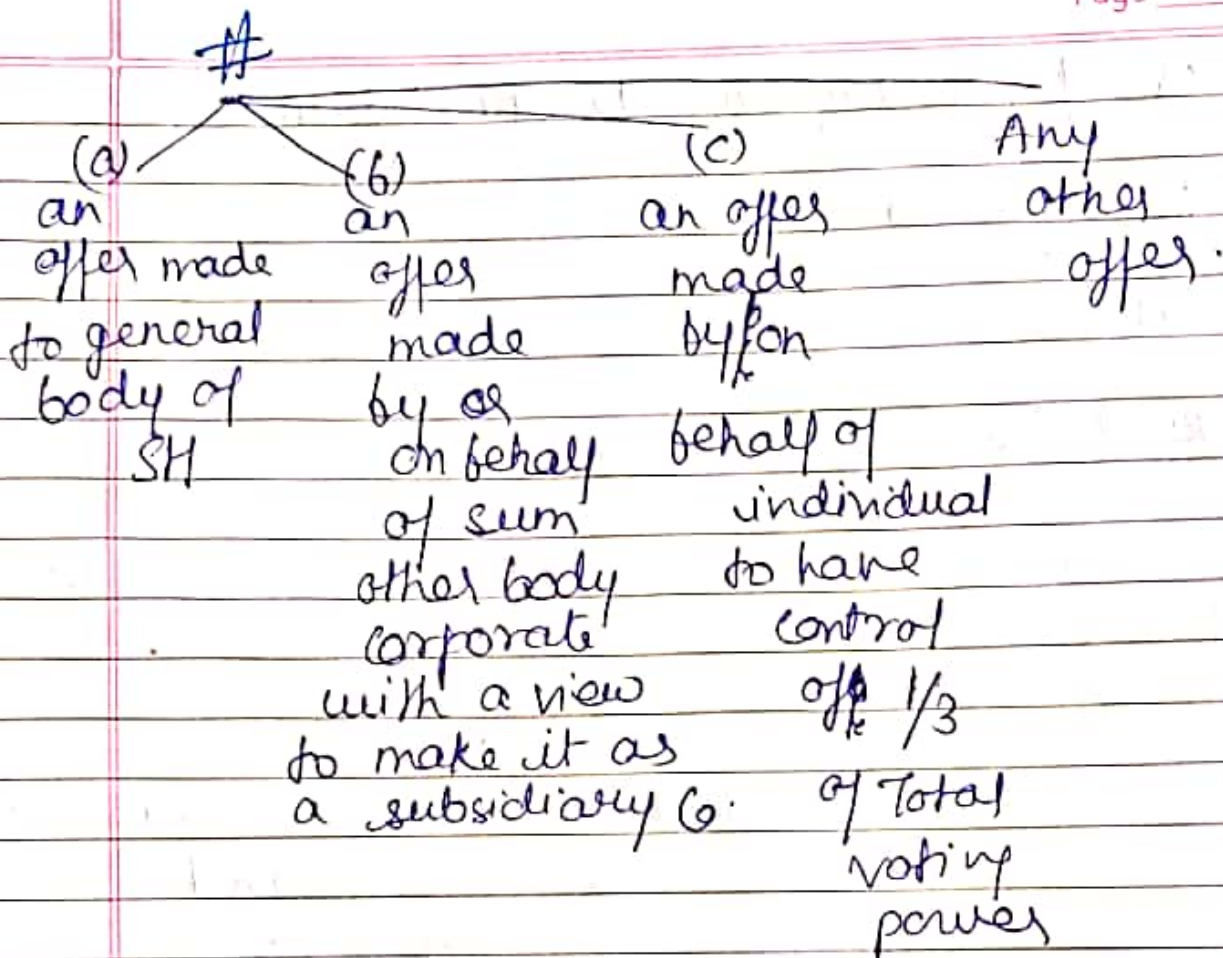 #
(a)
an
offer made
to general
body of
SH
(b)
an
offer
made
by or
on behalf
of sum
other body
corporate
with a view
to make it as
a subsidiary Co.
(c)
an offer
made
by/on
behalf of
individual
to have
control
of 1/3
of Total
voting
power
Any
other
offer.